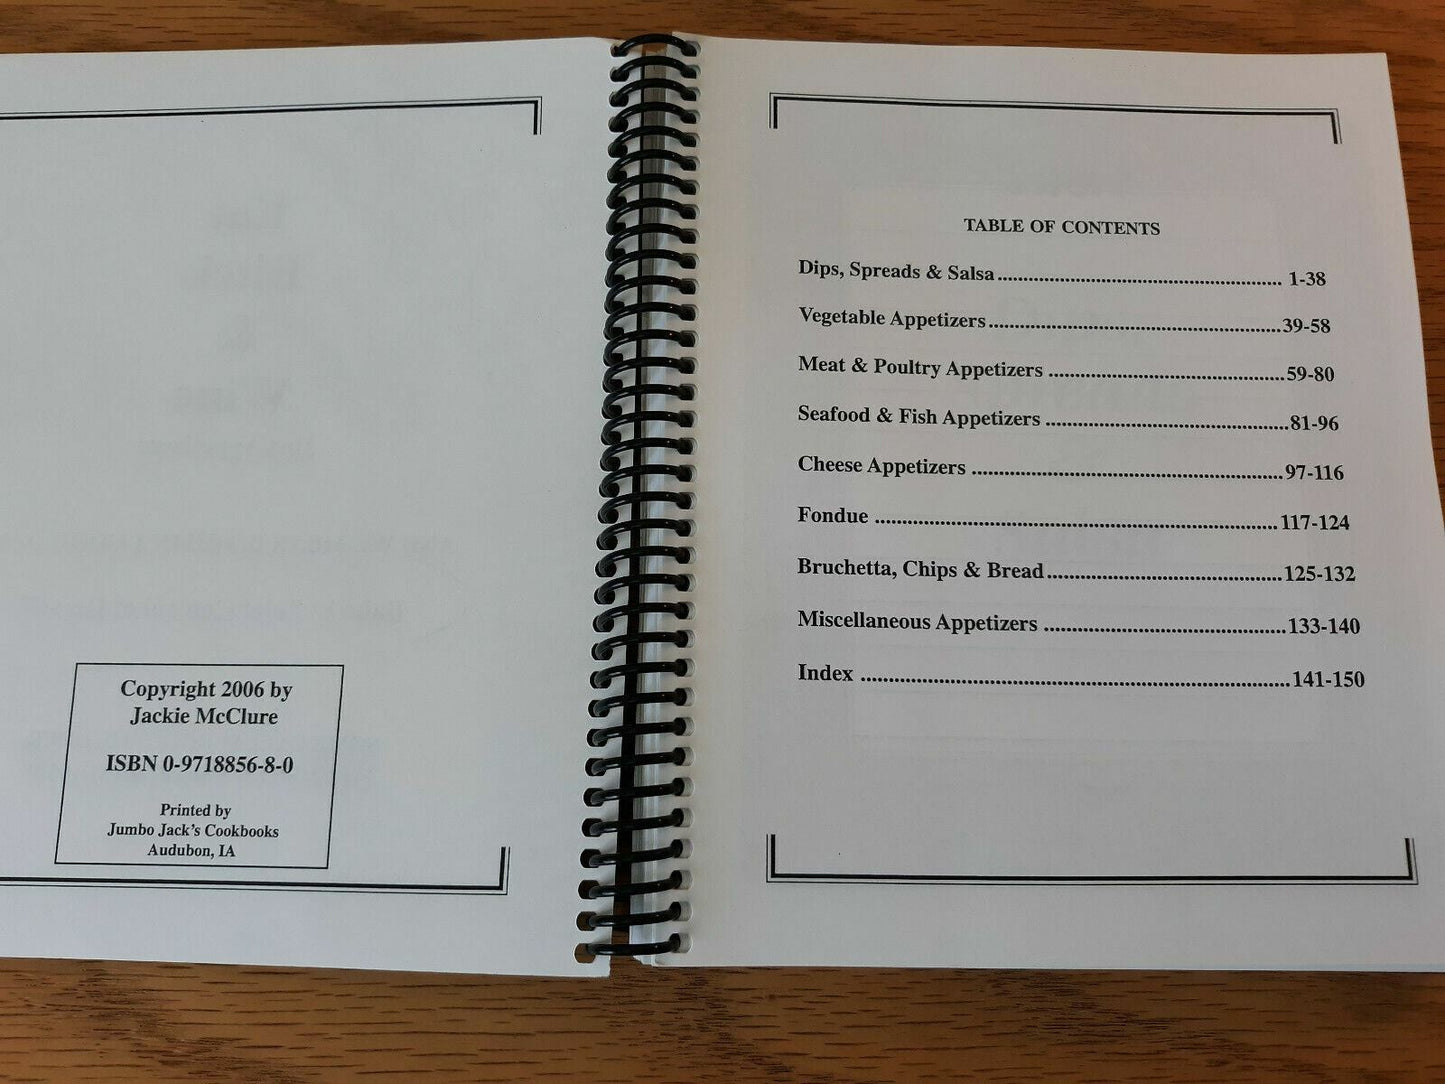 Copyright 2006 by
Jackie McClure
ISBN 0-9718856-8-0
Printed by
Jumbo Jack's Cookbooks
Audubon, IA
TABLE OF CONTENTS
Dips, Spreads & Salsa .................................................... 1-38
Vegetable Appetizers ......................................................39-58
Meat & Poultry Appetizers ............................................59-80
Seafood & Fish Appetizers .............................................81-96
Cheese Appetizers .........................................................97-116
Fondue ..........................................................................117-124
Bruchetta, Chips & Bread ...........................................125-132
Miscellaneous Appetizers ............................................133-140
Index ..............................................................................141-150